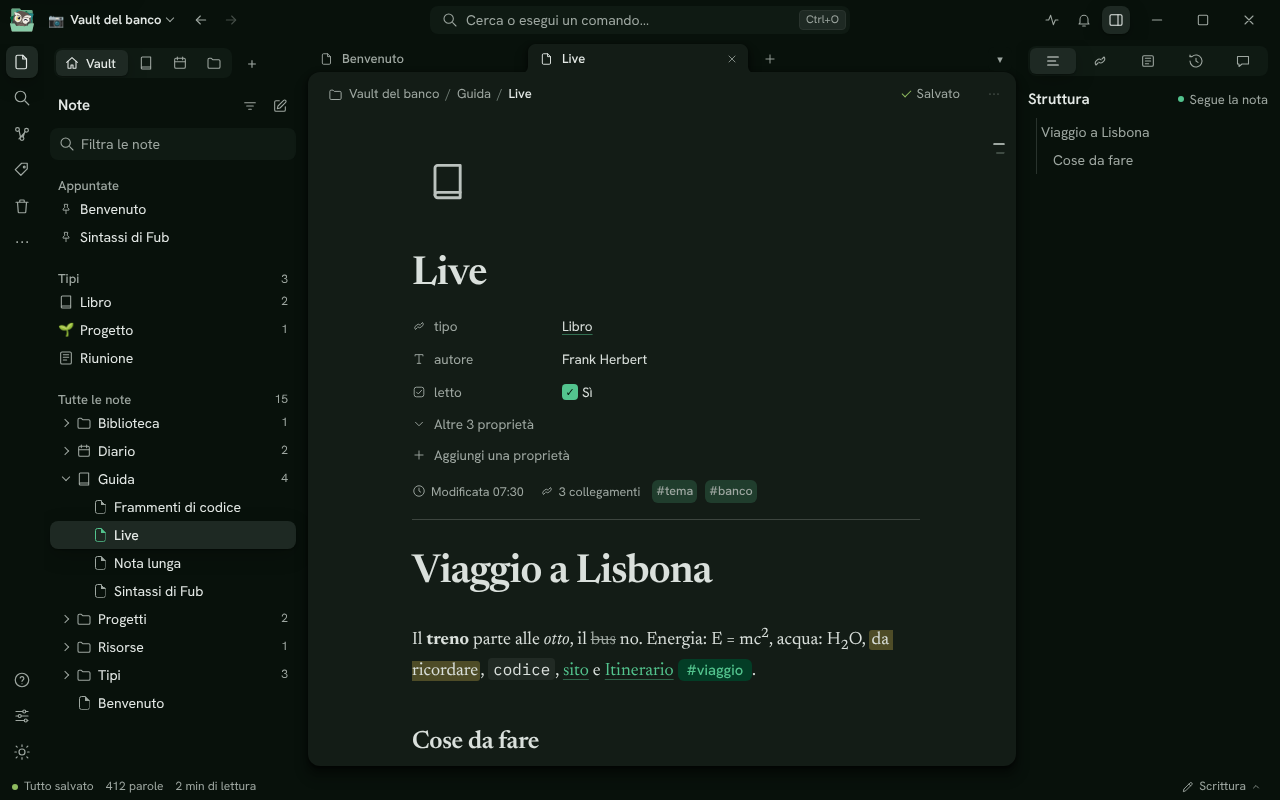 Vault del banco
Cerca o esegui un comando...
Ctrl+O
Vault
Benvenuto
Live
Note
Filtra le note
Appuntate
Benvenuto
Sintassi di Fub
Tipi 3
Libro 2
Progetto 1
Riunione
Tutte le note 15
Biblioteca 1
Diario 2
Guida 4
Frammenti di codice
Live
Nota lunga
Sintassi di Fub
Progetti 2
Risorse 1
Tipi 3
Benvenuto
Vault del banco / Guida / Live
Salvato
Live
tipo Libro
autore Frank Herbert
letto ✓ Sì
Altre 3 proprietà
Aggiungi una proprietà
Modificata 07:30 3 collegamenti #tema #banco
Viaggio a Lisbona
Il treno parte alle otto, il bus no. Energia: E = mc², acqua: H₂O, da
ricordare, codice, sito e Itinerario #viaggio.
Cose da fare
Struttura
Segue la nota
Viaggio a Lisbona
Cose da fare
Tutto salvato 412 parole 2 min di lettura
Scrittura